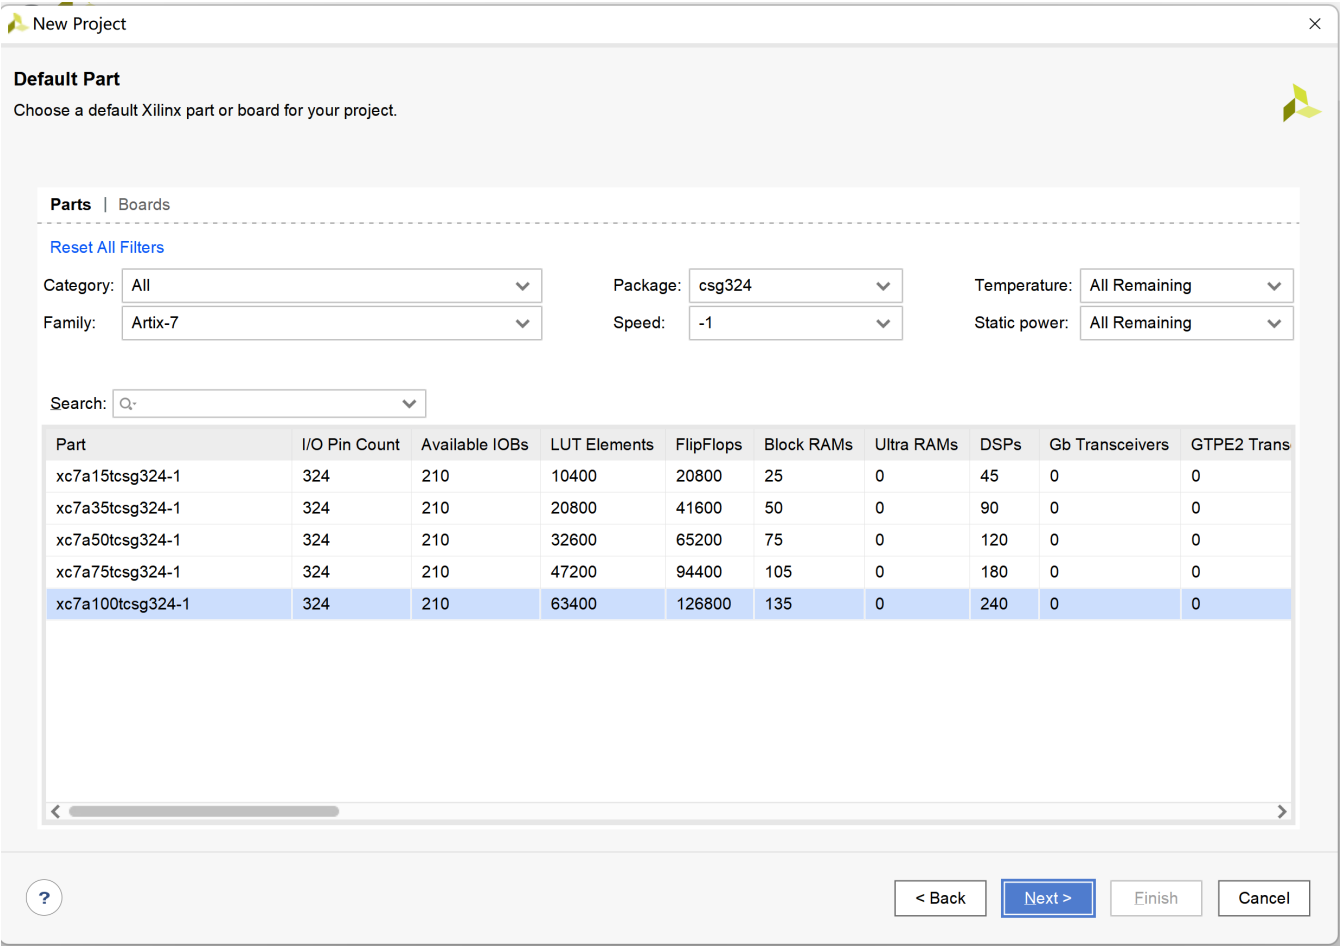 New Project
Default Part
Choose a default Xilinx part or board for your project.
Parts | Boards
Reset All Filters
Category: All Package: csg324 Temperature: All Remaining
Family: Artix-7 Speed: -1 Static power: All Remaining
Search:
Part I/O Pin Count Available IOBs LUT Elements FlipFlops Block RAMs Ultra RAMs DSPs Gb Transceivers GTPE2 Trans
xc7a15tcsg324-1 324 210 10400 20800 25 0 45 0 0
xc7a35tcsg324-1 324 210 20800 41600 50 0 90 0 0
xc7a50tcsg324-1 324 210 32600 65200 75 0 120 0 0
xc7a75tcsg324-1 324 210 47200 94400 105 0 180 0 0
xc7a100tcsg324-1 324 210 63400 126800 135 0 240 0 0
? < Back Next > Finish Cancel